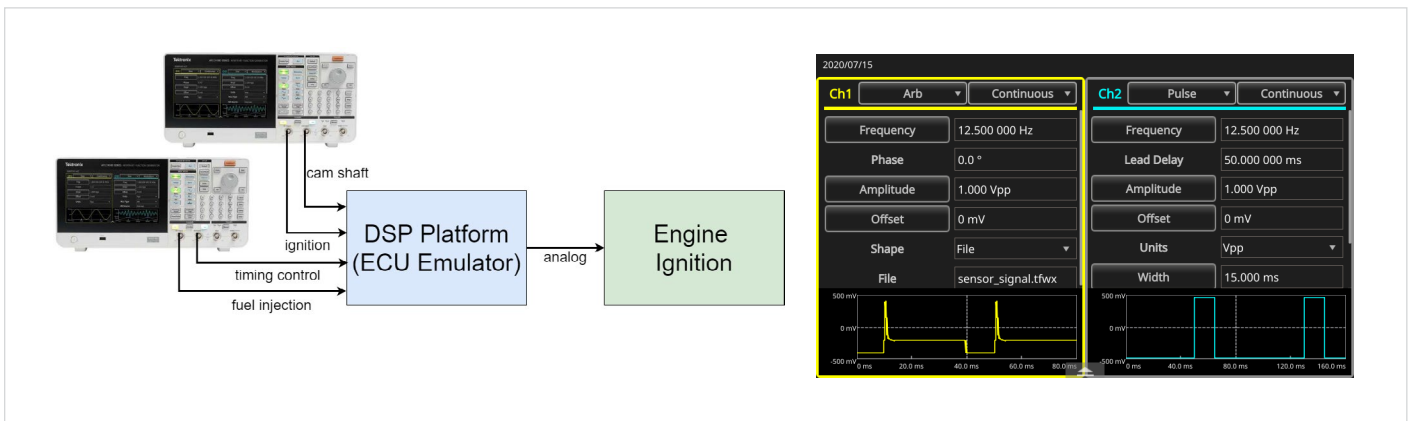 Tektronix
Tektronix
cam shaft
ignition
timing control
fuel injection
DSP Platform
(ECU Emulator)
analog
Engine
Ignition
2020/07/15
Ch1 Arb Continuous
Frequency 12.500 000 Hz
Phase 0.0 °
Amplitude 1.000 Vpp
Offset 0 mV
Shape File
File sensor_signal.tfwx
500 mV
0 mV
-500 mV
0 ms 20.0 ms 40.0 ms 60.0 ms 80.0 ms
Ch2 Pulse Continuous
Frequency 12.500 000 Hz
Lead Delay 50.000 000 ms
Amplitude 1.000 Vpp
Offset 0 mV
Units Vpp
Width 15.000 ms
500 mV
0 mV
-500 mV
0 ms 40.0 ms 80.0 ms 120.0 ms 160.0 ms